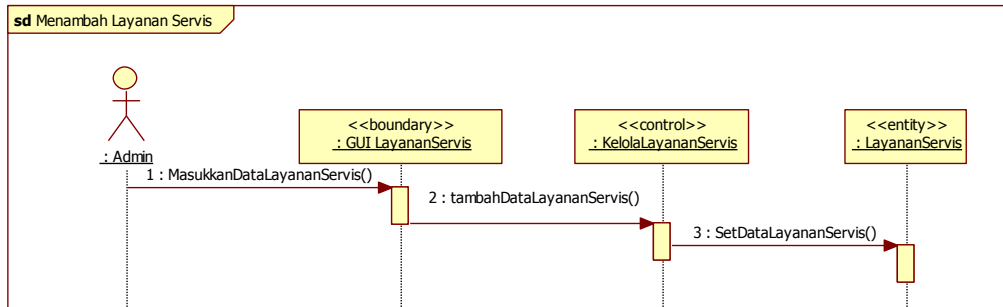 sd Menambah Layanan Servis
: Admin
<<boundary>>
: GUI LayananServis
<<control>>
: KelolaLayananServis
<<entity>>
: LayananServis
1 : MasukkanDataLayananServis()
2 : tambahDataLayananServis()
3 : SetDataLayananServis()